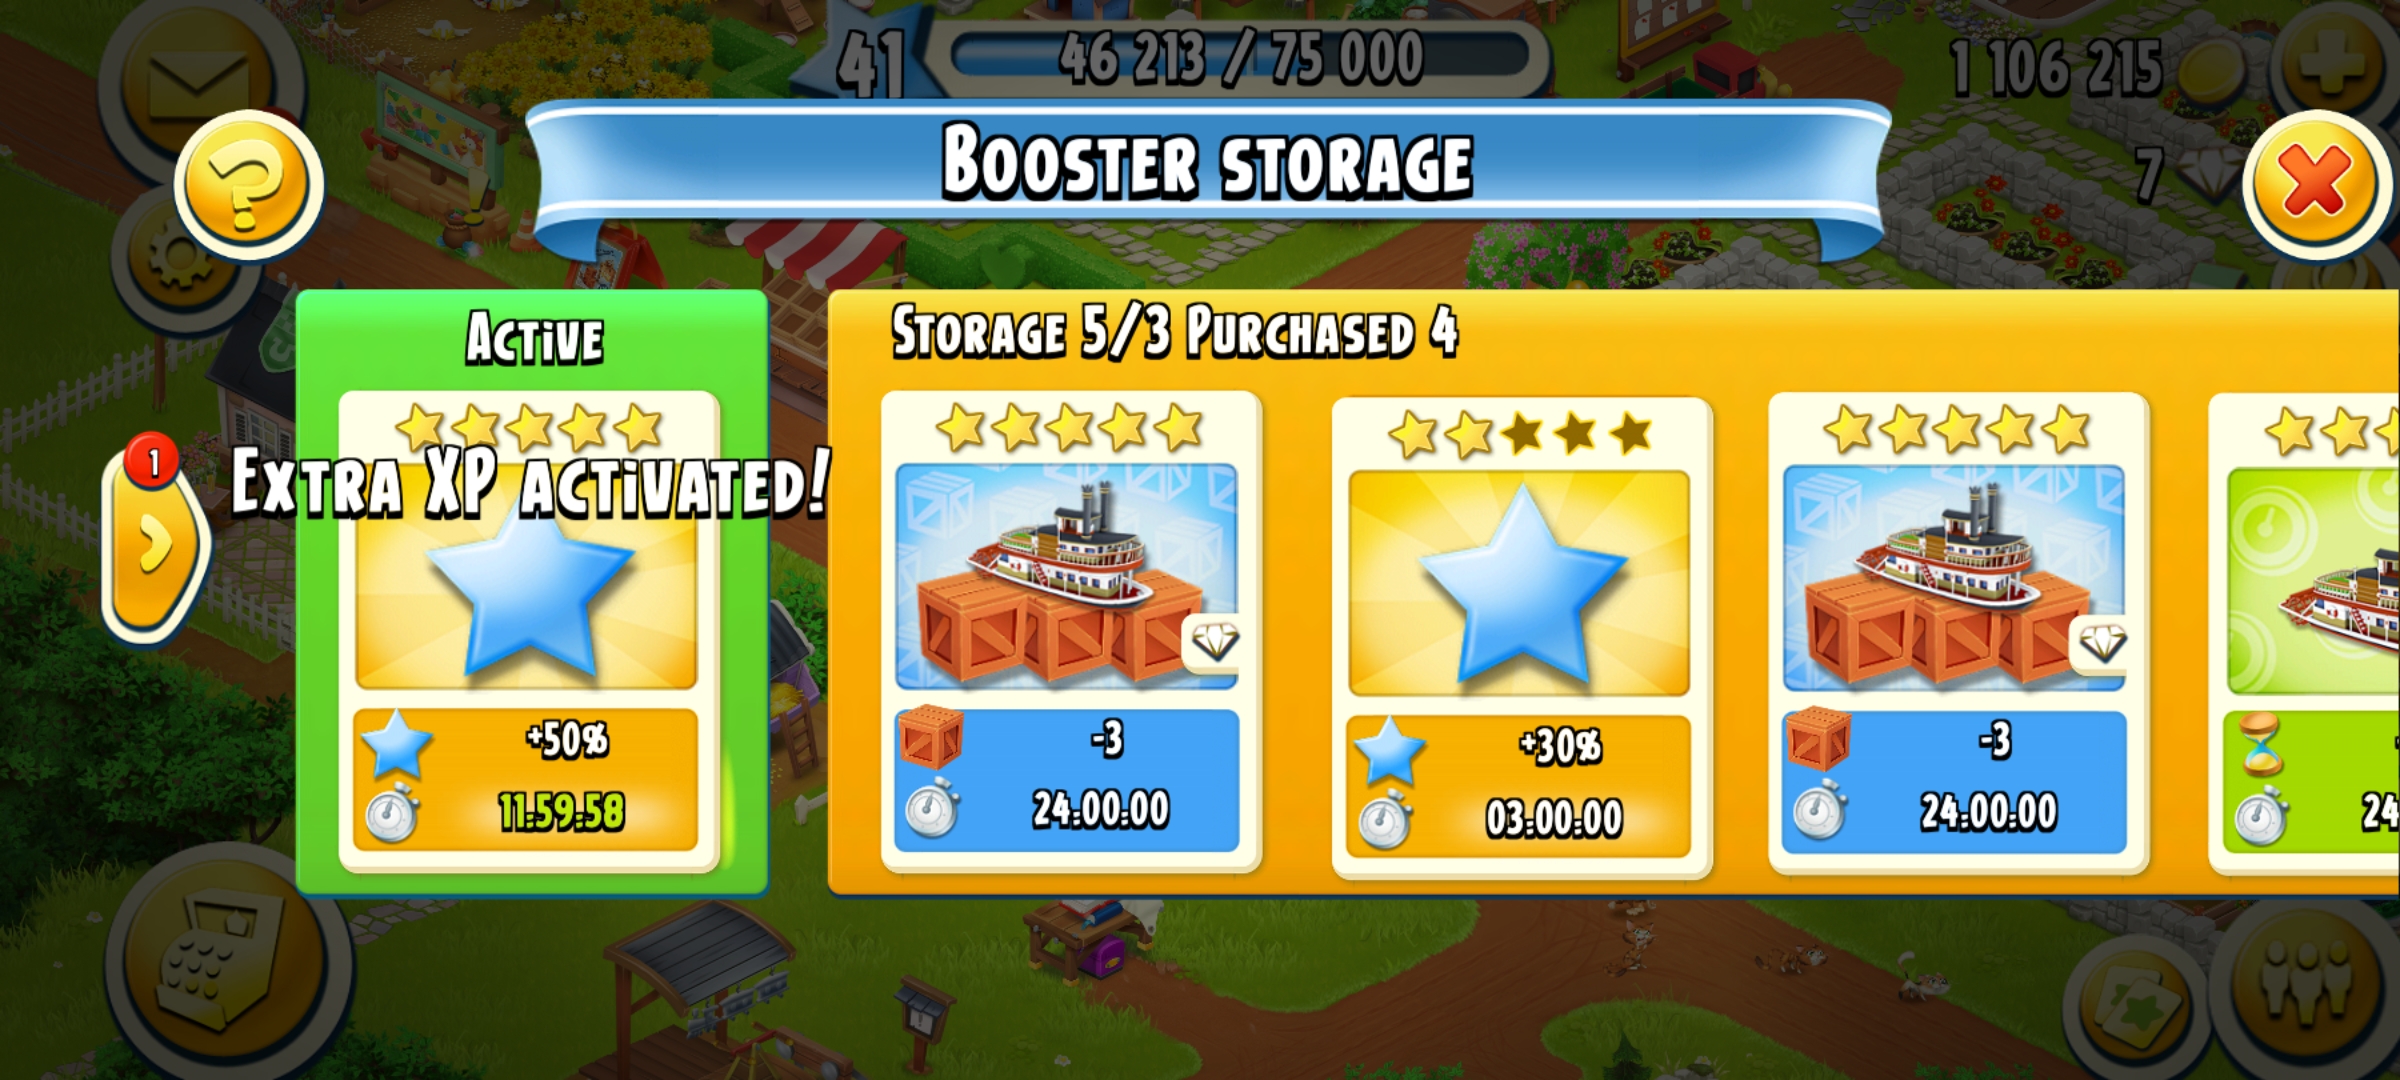 41
46 213 / 75 000
1 106 215
7
BOOSTER STORAGE
ACTIVE
STORAGE 5/3 PURCHASED 4
1
EXTRA XP ACTIVATED!
+50%
11:59:58
-3
24:00:00
+30%
03:00:00
-3
24:00:00